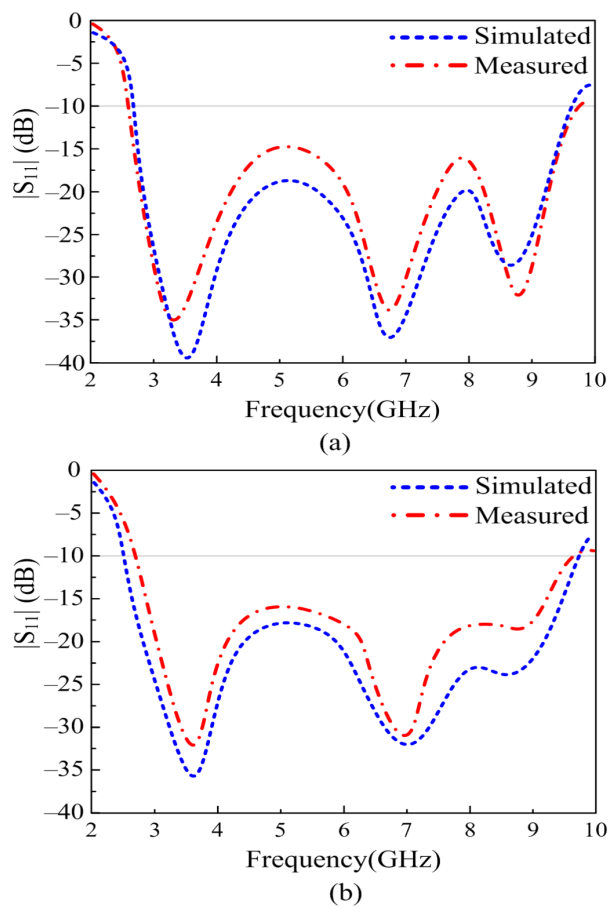 0
−5
−10
−15
−20
−25
−30
−35
−40
|S11| (dB)
Simulated
Measured
2 3 4 5 6 7 8 9 10
Frequency(GHz)
(a)
0
−5
−10
−15
−20
−25
−30
−35
−40
|S11| (dB)
Simulated
Measured
2 3 4 5 6 7 8 9 10
Frequency(GHz)
(b)